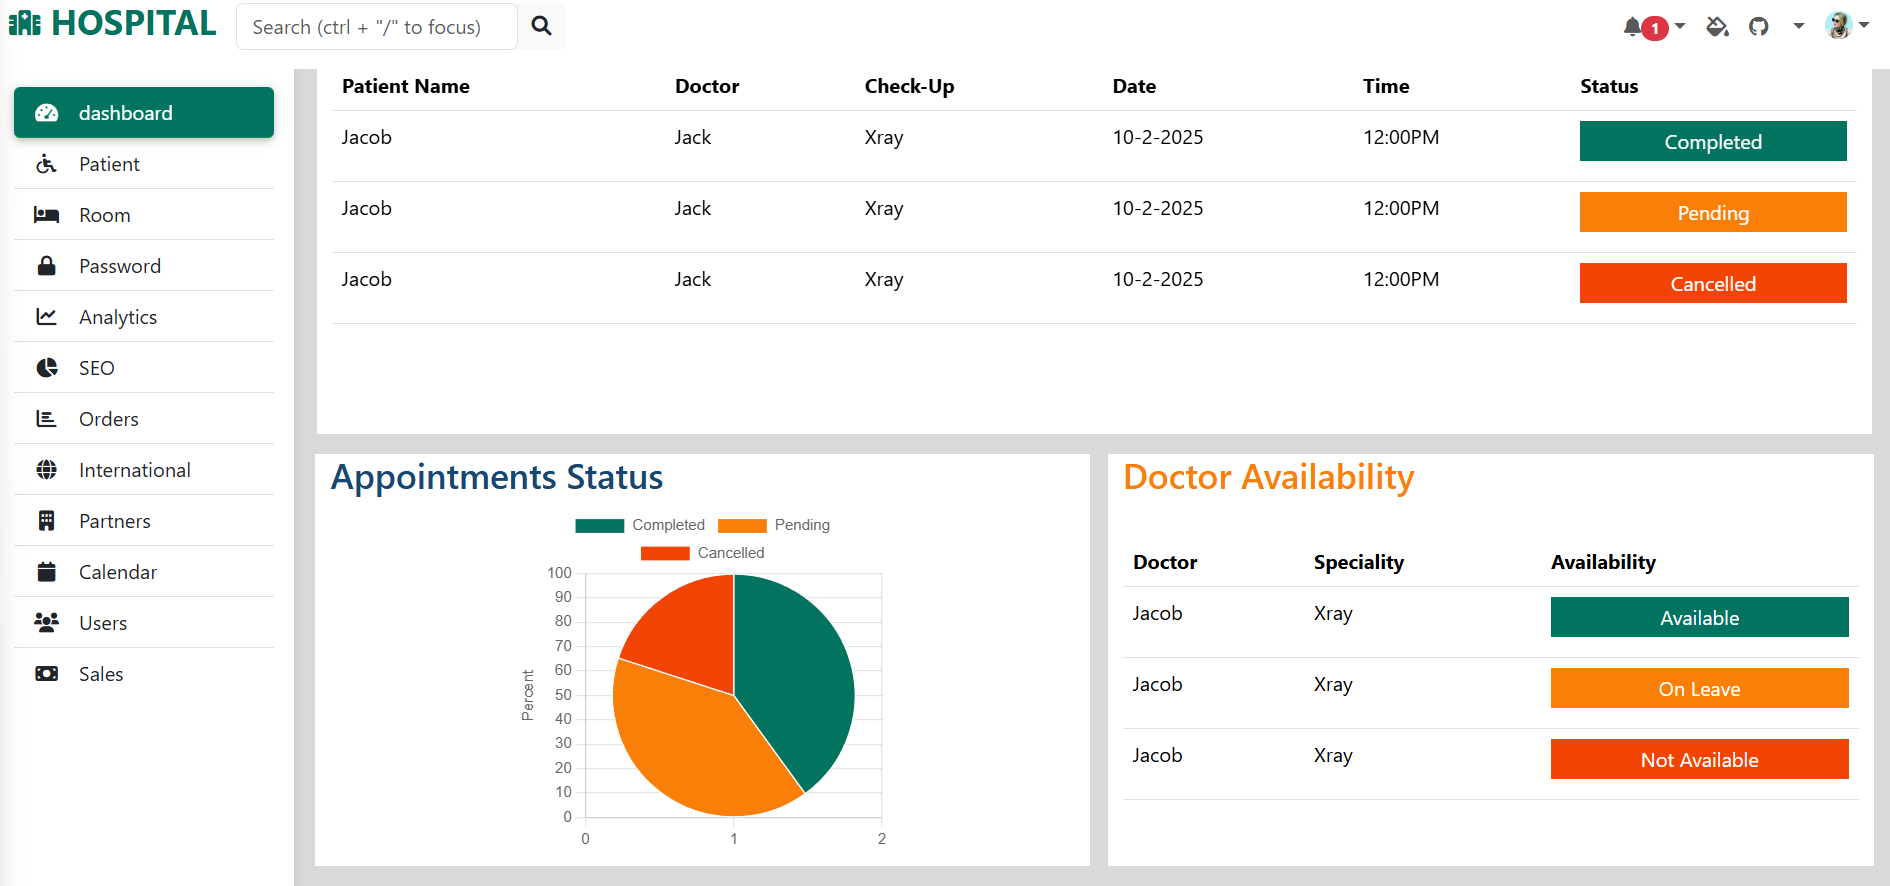 HOSPITAL
Search (ctrl + "/" to focus)
1
dashboard
Patient
Room
Password
Analytics
SEO
Orders
International
Partners
Calendar
Users
Sales
Patient Name Doctor Check-Up Date Time Status
Jacob Jack Xray 10-2-2025 12:00PM Completed
Jacob Jack Xray 10-2-2025 12:00PM Pending
Jacob Jack Xray 10-2-2025 12:00PM Cancelled
Appointments Status
Completed Pending
Cancelled
Percent
100
90
80
70
60
50
40
30
20
10
0
0 1 2
Doctor Availability
Doctor Speciality Availability
Jacob Xray Available
Jacob Xray On Leave
Jacob Xray Not Available